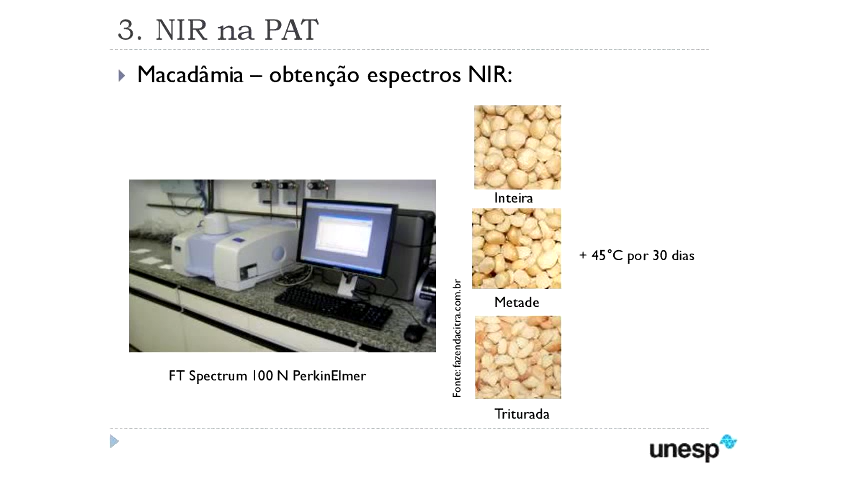 3. NIR na PAT
Macadâmia – obtenção espectros NIR:
Inteira
+ 45°C por 30 dias
Metade
Fonte: fazendacitra.com.br
FT Spectrum 100 N PerkinElmer
Triturada
unesp